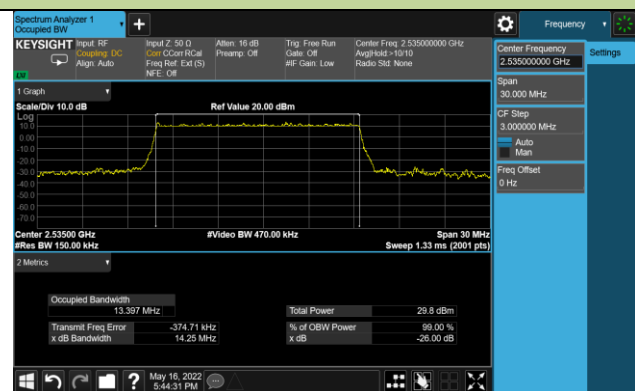 Spectrum Analyzer 1
Occupied BW
Frequency
KEYSIGHT
Input: RF
Coupling: DC
Align: Auto
Input Z: 50 Ω
Corr CCorr RCal
Freq Ref: Ext (S)
NFE: Off
Atten: 16 dB
Preamp: Off
Trig: Free Run
Gate: Off
#IF Gain: Low
Center Freq: 2.535000000 GHz
Avg|Hold:>10/10
Radio Std: None
Center Frequency
2.535000000 GHz
Settings
Span
30.000 MHz
CF Step
3.000000 MHz
Auto
Man
Freq Offset
0 Hz
1 Graph
Scale/Div 10.0 dB
Ref Value 20.00 dBm
Log
10.0
0.00
-10.0
-20.0
-30.0
-40.0
-50.0
-60.0
-70.0
Center 2.53500 GHz
#Video BW 470.00 kHz
Span 30 MHz
#Res BW 150.00 kHz
Sweep 1.33 ms (2001 pts)
2 Metrics
Occupied Bandwidth
13.397 MHz
Total Power 29.8 dBm
Transmit Freq Error -374.71 kHz
% of OBW Power 99.00 %
x dB Bandwidth 14.25 MHz
x dB -26.00 dB
May 16, 2022
5:44:31 PM